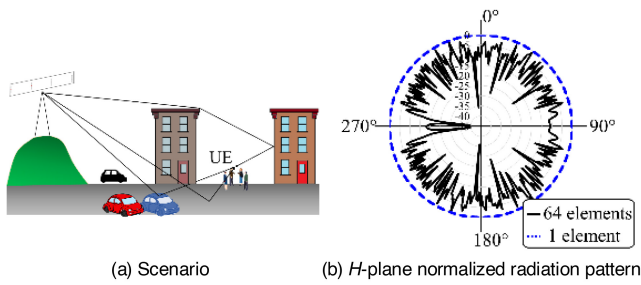 0°
0
-5
-10
-15
-20
-25
-30
-35
-40
270°
90°
UE
64 elements
1 element
180°
(a) Scenario
(b) H-plane normalized radiation pattern